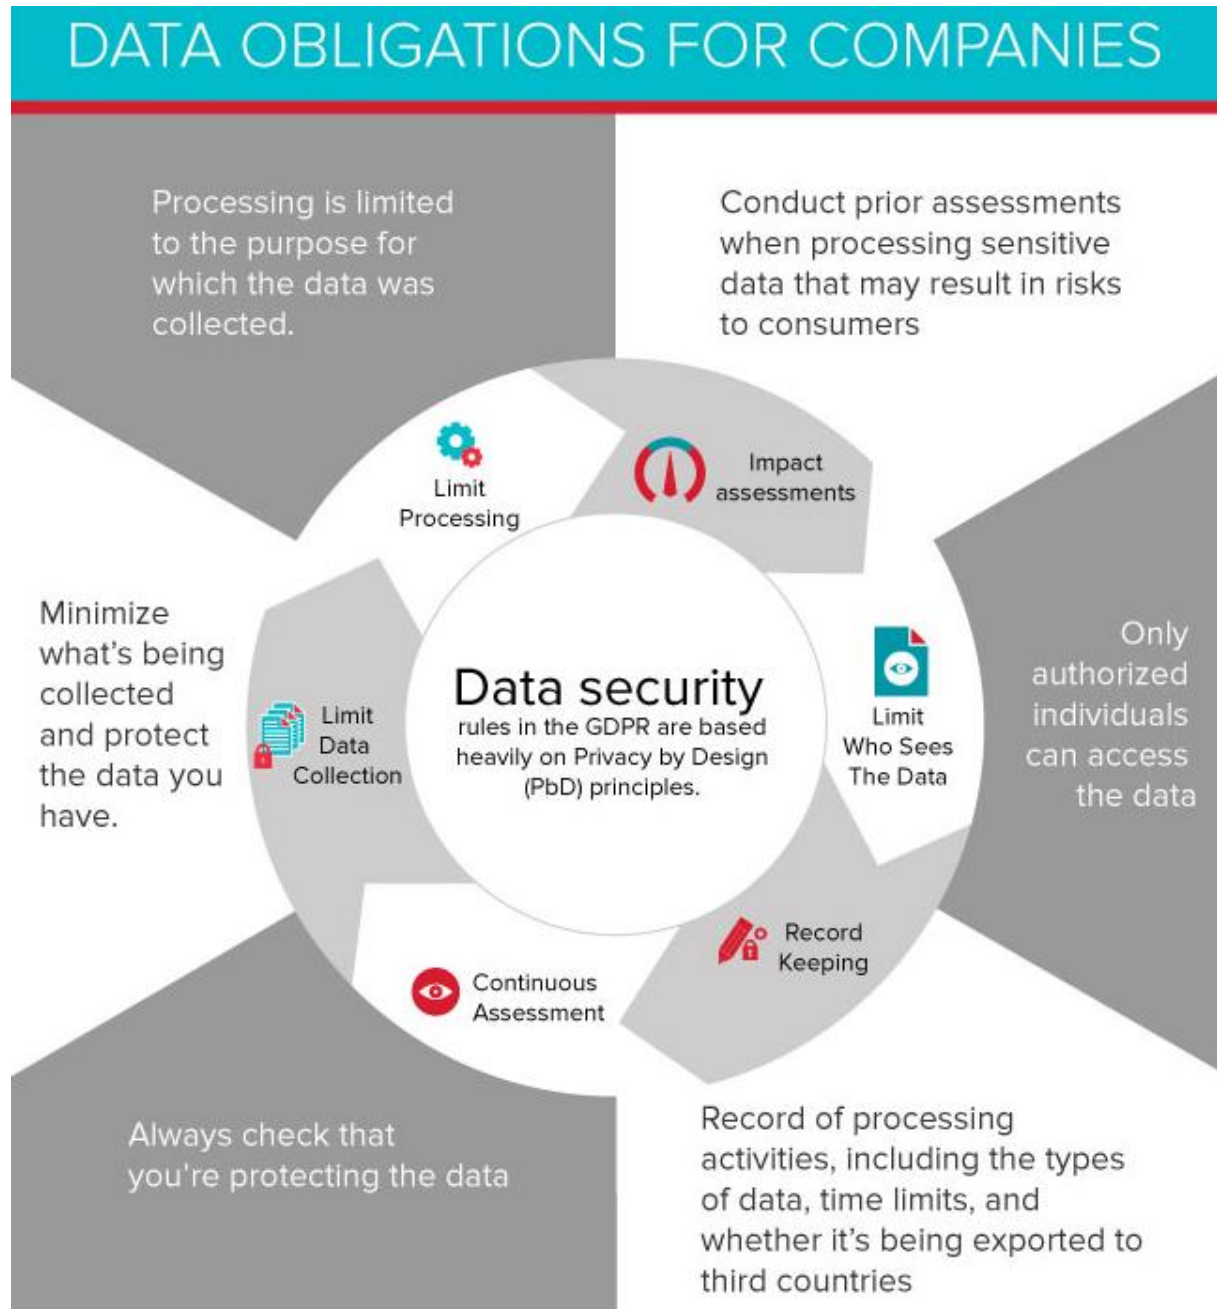 DATA OBLIGATIONS FOR COMPANIES
Processing is limited
to the purpose for
which the data was
collected.
Conduct prior assessments
when processing sensitive
data that may result in risks
to consumers
Limit
Processing
Impact
assessments
Minimize
what's being
collected
and protect
the data you
have.
Limit
Data
Collection
Data security
rules in the GDPR are based
heavily on Privacy by Design
(PbD) principles.
Limit
Who Sees
The Data
Only
authorized
individuals
can access
the data
Continuous
Assessment
Record
Keeping
Always check that
you're protecting the data
Record of processing
activities, including the types
of data, time limits, and
whether it's being exported to
third countries